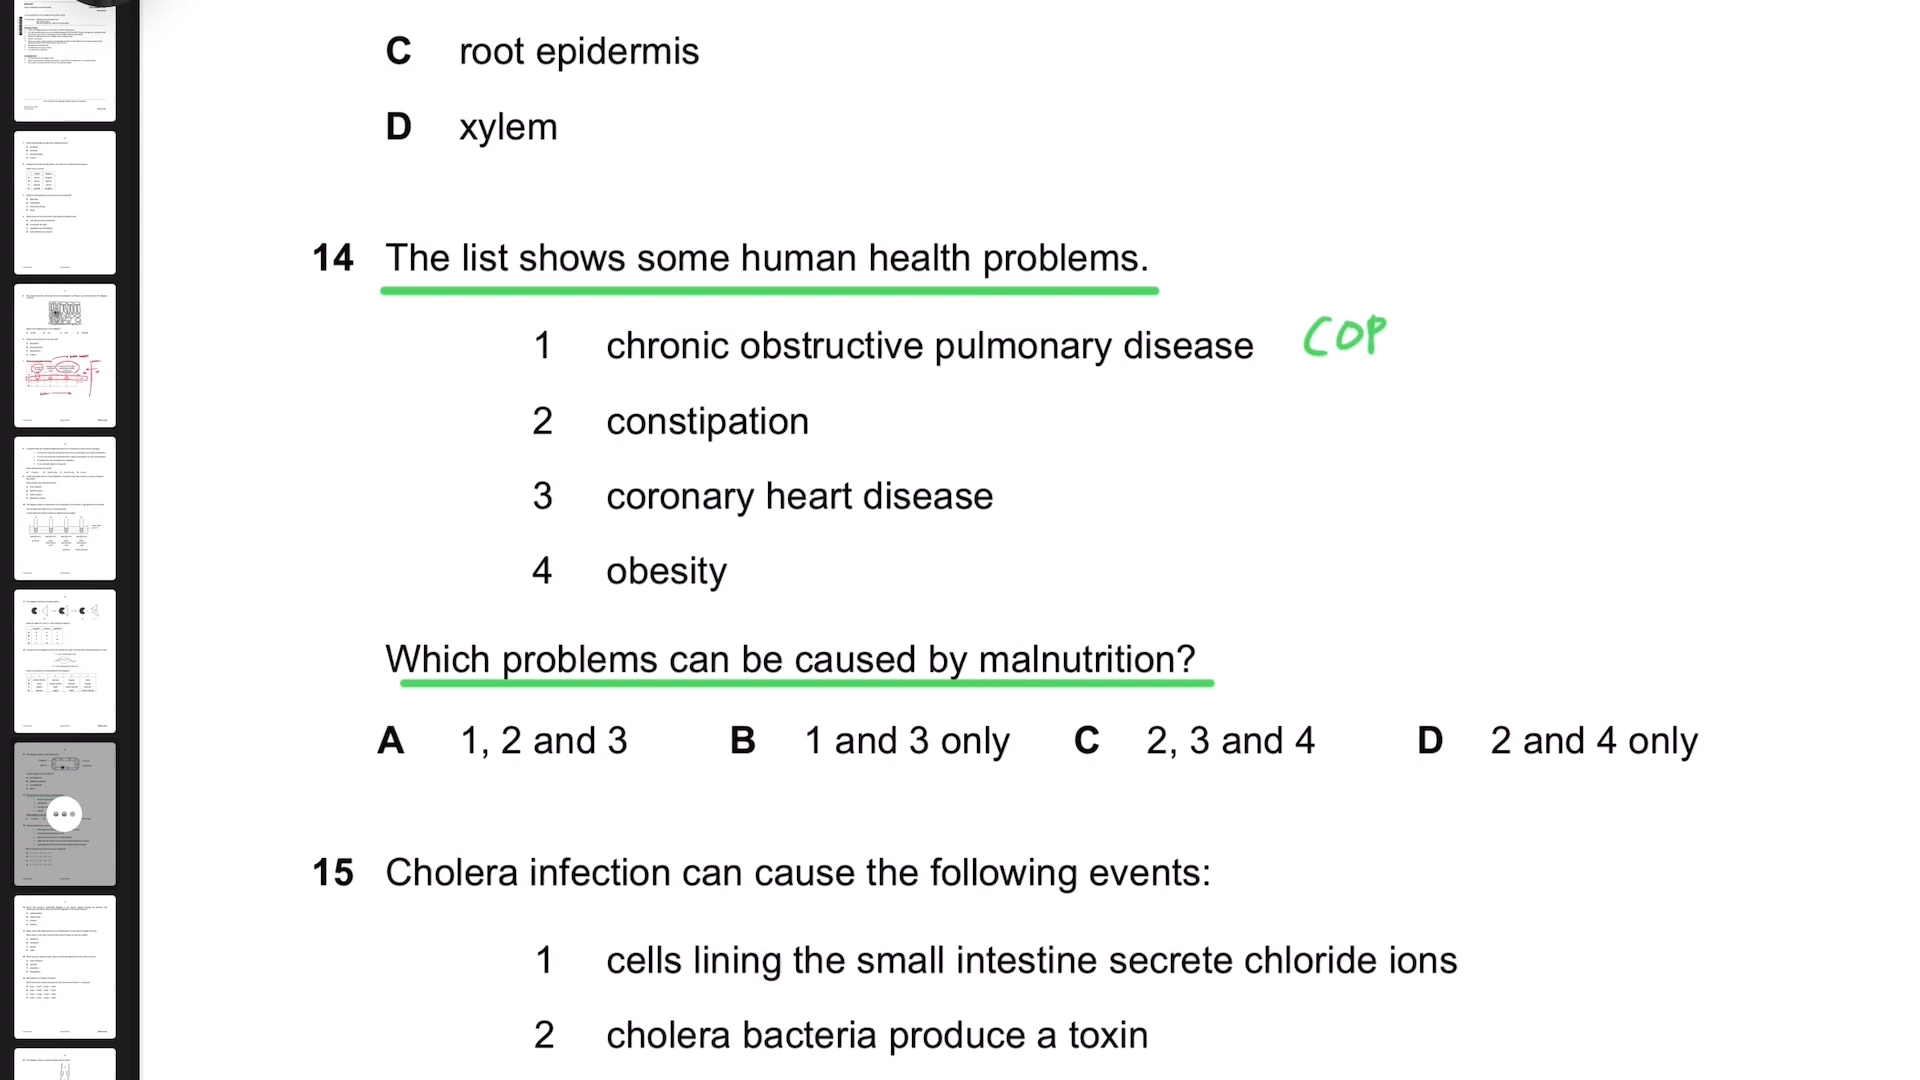 C root epidermis
D xylem
14 The list shows some human health problems.
1 chronic obstructive pulmonary disease COP
2 constipation
3 coronary heart disease
4 obesity
Which problems can be caused by malnutrition?
A 1, 2 and 3 B 1 and 3 only C 2, 3 and 4 D 2 and 4 only
15 Cholera infection can cause the following events:
1 cells lining the small intestine secrete chloride ions
2 cholera bacteria produce a toxin